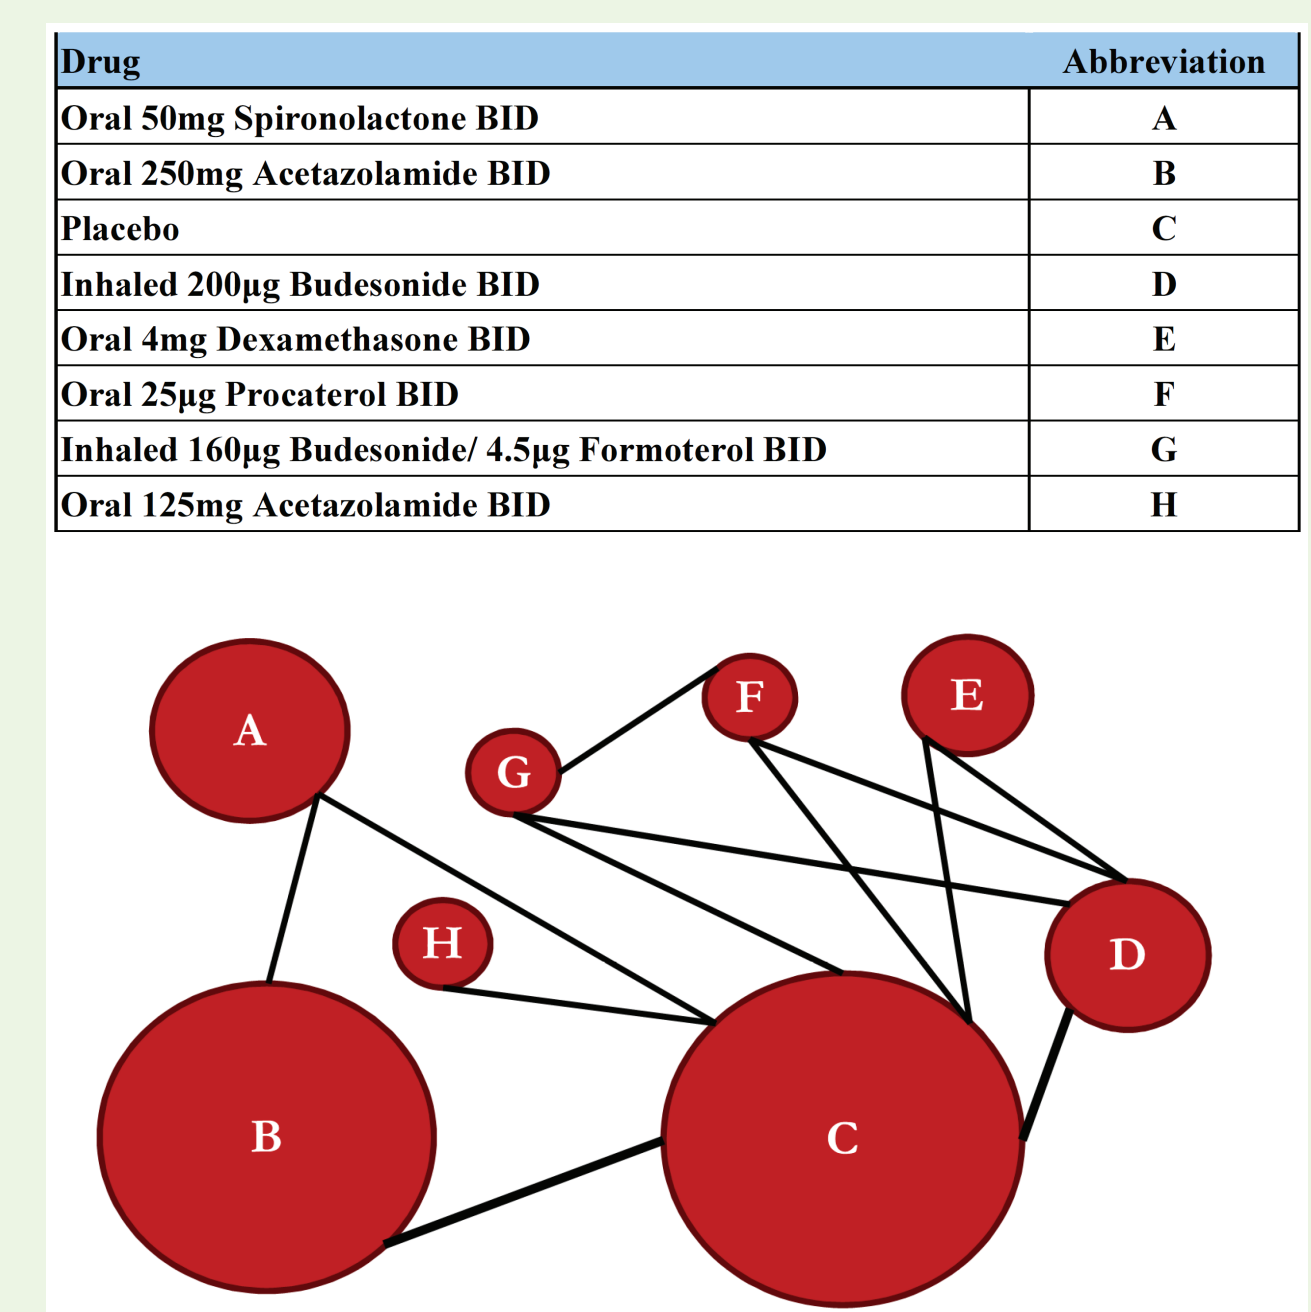 Drug Abbreviation
Oral 50mg Spironolactone BID A
Oral 250mg Acetazolamide BID B
Placebo C
Inhaled 200μg Budesonide BID D
Oral 4mg Dexamethasone BID E
Oral 25μg Procaterol BID F
Inhaled 160μg Budesonide/ 4.5μg Formoterol BID G
Oral 125mg Acetazolamide BID H
E
F
A
G
H
D
B
C